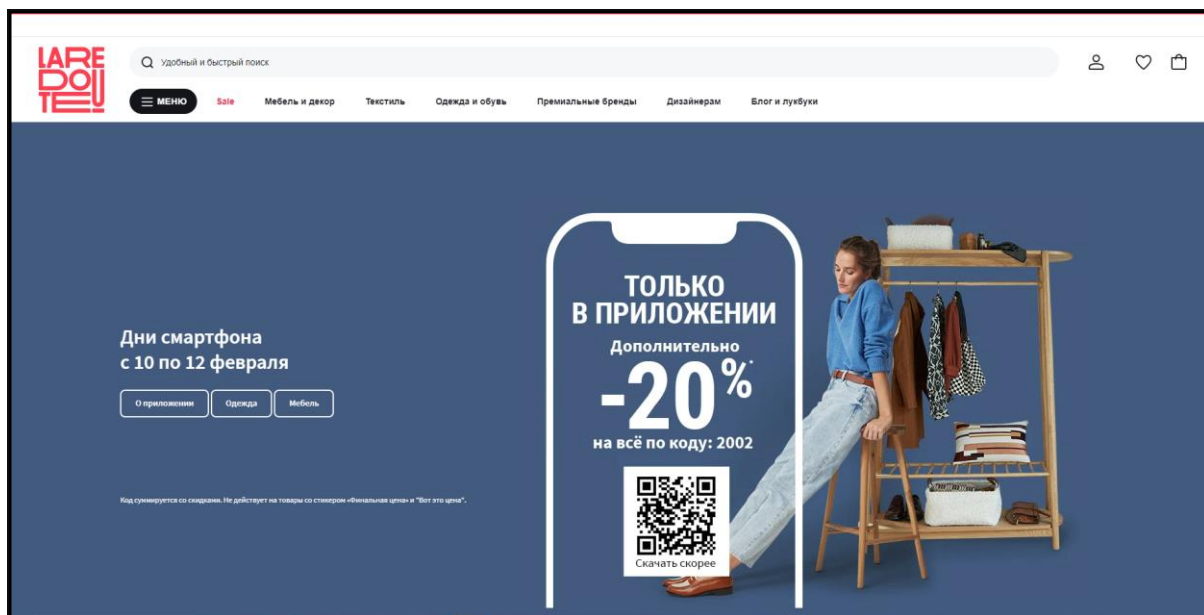 LA RE
DOU
TE
Удобный и быстрый поиск
МЕНЮ
Sale
Мебель и декор
Текстиль
Одежда и обувь
Премиальные бренды
Дизайнерам
Блог и лукбуки
Дни смартфона
с 10 по 12 февраля
О приложении
Одежда
Мебель
Код суммируется со скидками. Не действует на товары со стикером «Финальная цена» и "Вот это цена".
ТОЛЬКО
В ПРИЛОЖЕНИИ
Дополнительно
-20%*
на всё по коду: 2002
Скачать скорее